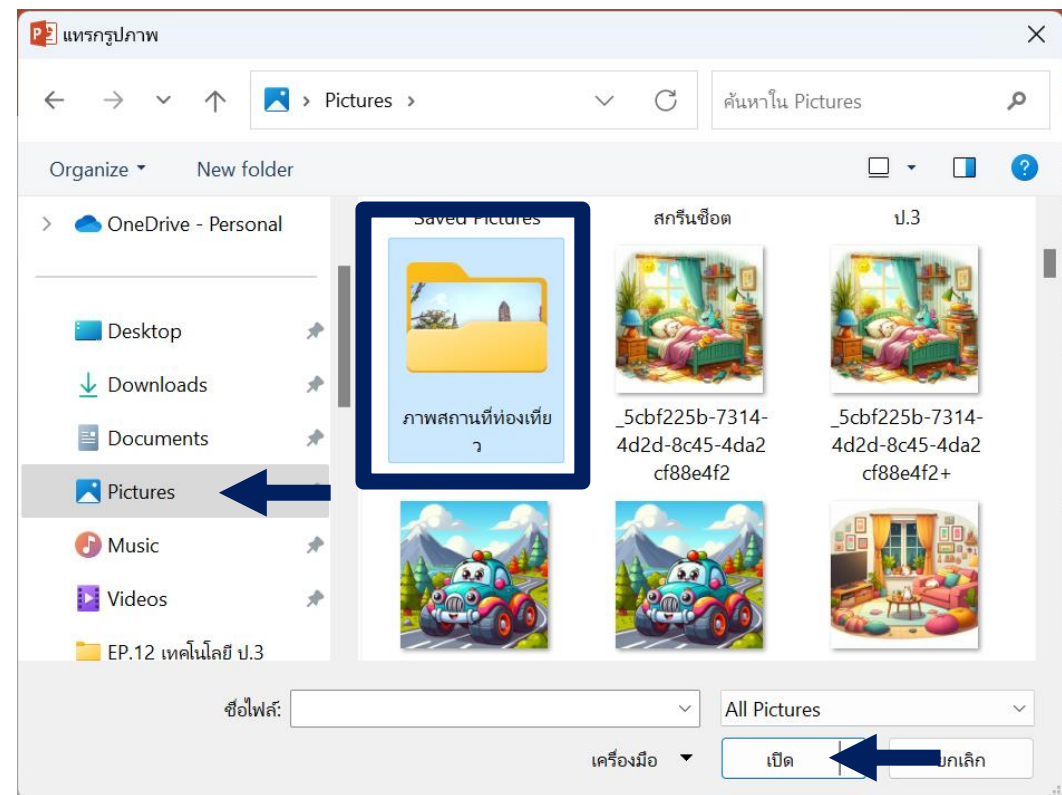 แทรกรูปภาพ
Pictures
ค้นหาใน Pictures
Organize
New folder
OneDrive - Personal
Desktop
Downloads
Documents
Pictures
Music
Videos
EP.12 เทคโนโลยี ป.3
Saved Pictures
สกรีนช็อต
ป.3
ภาพสถานที่ท่องเที่ย
ว
_5cbf225b-7314-
4d2d-8c45-4da2
cf88e4f2
_5cbf225b-7314-
4d2d-8c45-4da2
cf88e4f2+
ชื่อไฟล์:
All Pictures
เครื่องมือ
เปิด
ยกเลิก